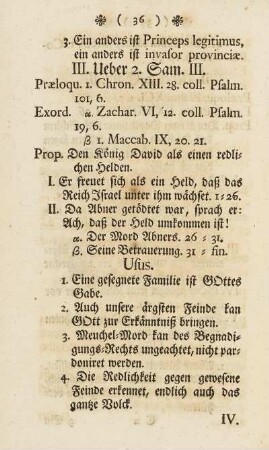 ( 36 )
3. Ein anders ist Princeps legitimus,
ein anders ist invasor provinciæ.
III. Ueber 2. Sam. III.
Præloqu. 1. Chron. XIII. 28. coll. Psalm.
101, 6.
Exord. α. Zachar. VI, 12. coll. Psalm.
19, 6.
β 1. Maccab. IX, 20. 21.
Prop. Den König David als einen redli-
chen Helden.
I. Er freuet sich als ein Held, daß das
Reich Israel unter ihm wächset. 1-26.
II. Da Abner getödtet war, sprach er:
Ach, daß der Held umkommen ist!
α. Der Mord Abners. 26-31.
β. Seine Betraurung. 31-fin.
Usus.
1. Eine gesegnete Familie ist GOttes
Gabe.
2. Auch unsere ärgsten Feinde kan
GOtt zur Erkänntniß bringen.
3. Meuchel-Mord kan des Begnadi-
gungs-Rechts ungeachtet, nicht par-
doniret werden.
4. Die Redlichkeit gegen gewesene
Feinde erkennet, endlich auch das
gantze Volck.
IV.